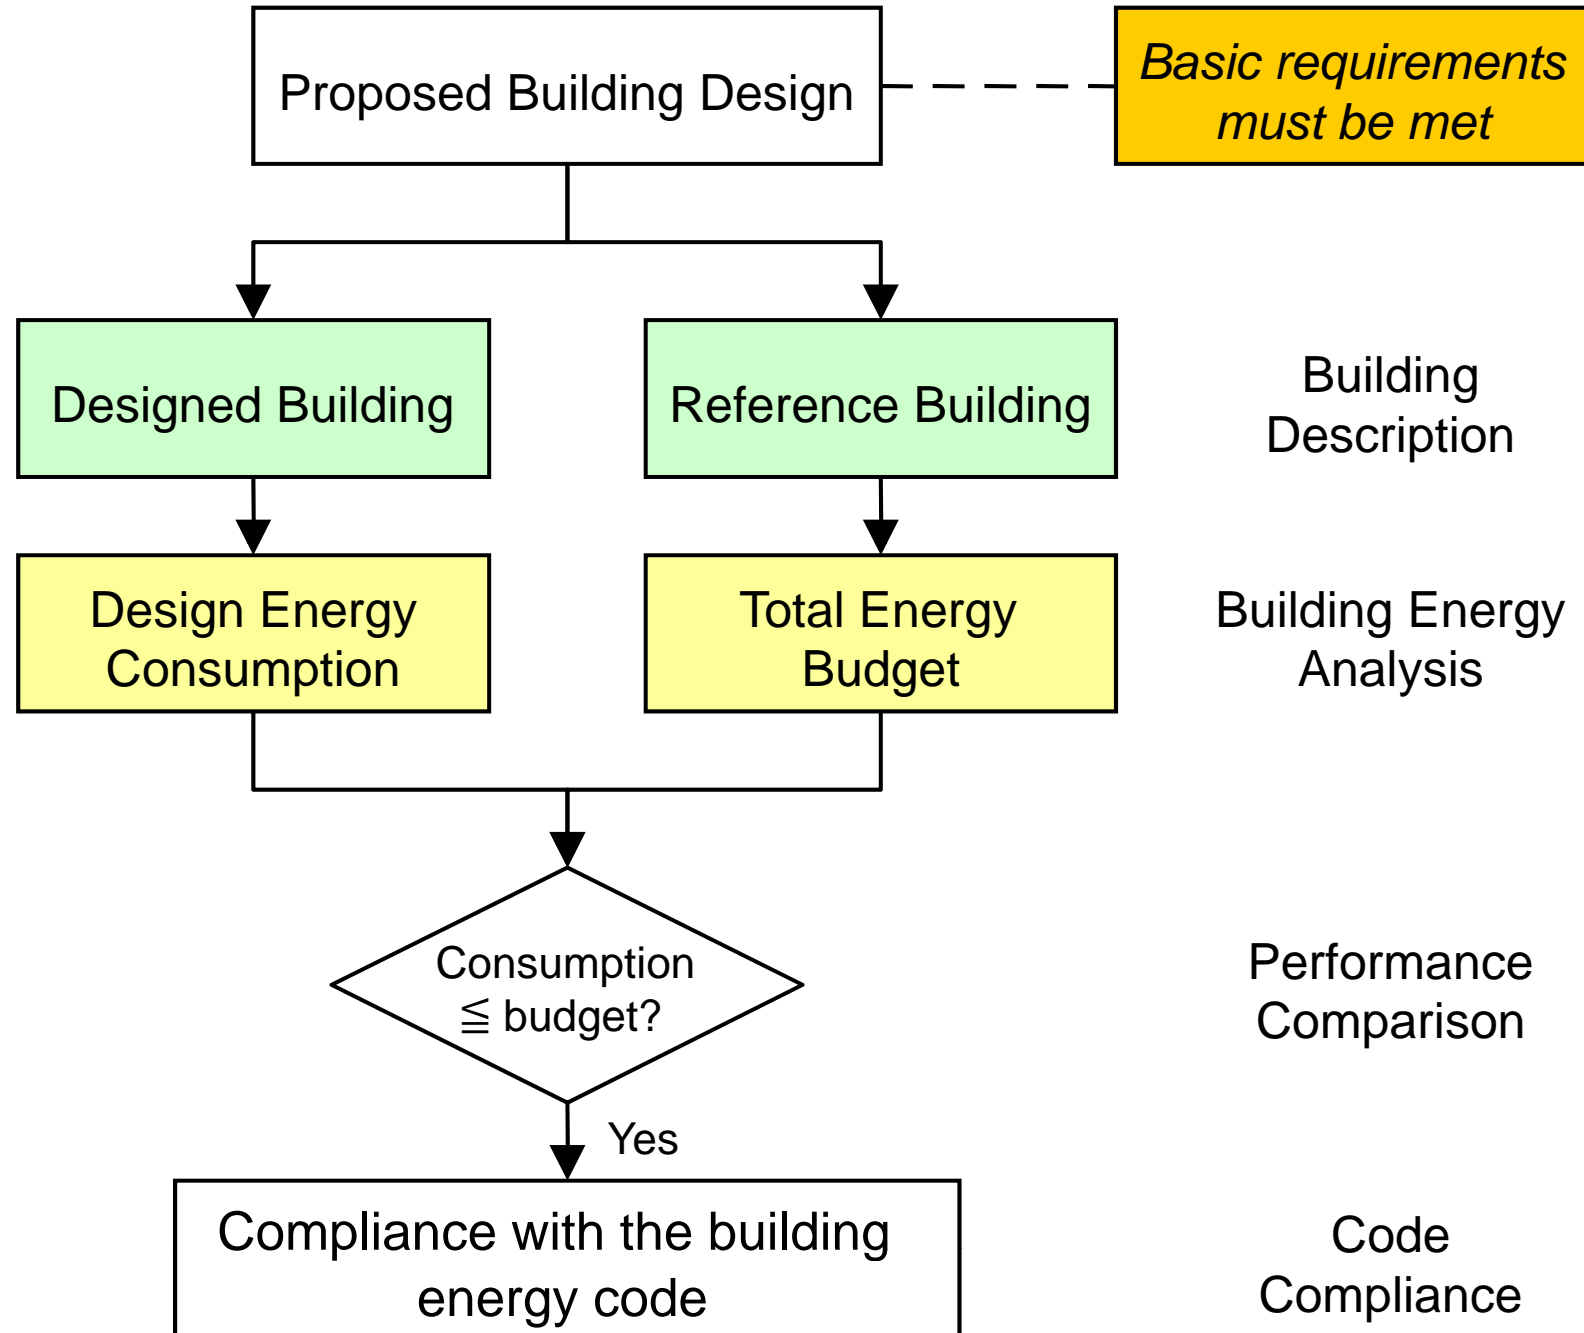 Proposed Building Design
Basic requirements
must be met
Designed Building
Reference Building
Building
Description
Design Energy
Consumption
Total Energy
Budget
Building Energy
Analysis
Consumption
≦ budget?
Performance
Comparison
Yes
Compliance with the building
energy code
Code
Compliance